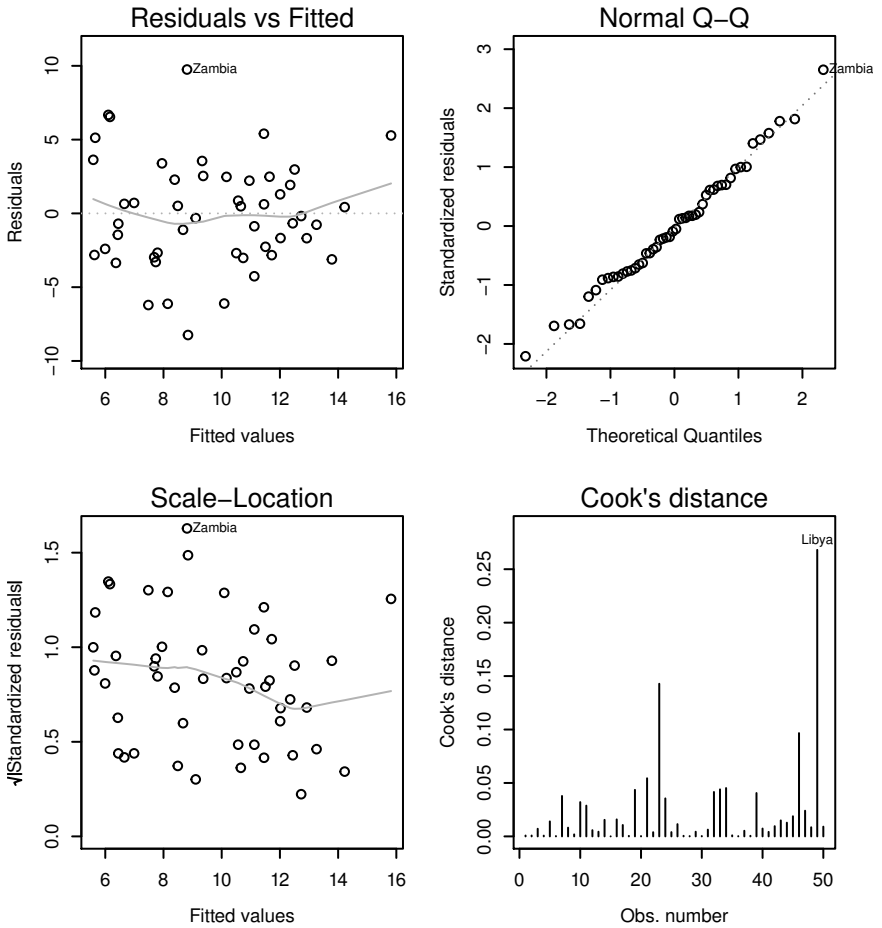 Residuals vs Fitted
10
5
0
−5
−10
Residuals
Zambia
6 8 10 12 14 16
Fitted values
Normal Q−Q
3
2
1
0
−1
−2
Standardized residuals
Zambia
−2 −1 0 1 2
Theoretical Quantiles
Scale−Location
1.5
1.0
0.5
0.0
√|Standardized residuals|
Zambia
6 8 10 12 14 16
Fitted values
Cook's distance
0.25
0.20
0.15
0.10
0.05
0.00
Cook's distance
Libya
0 10 20 30 40 50
Obs. number